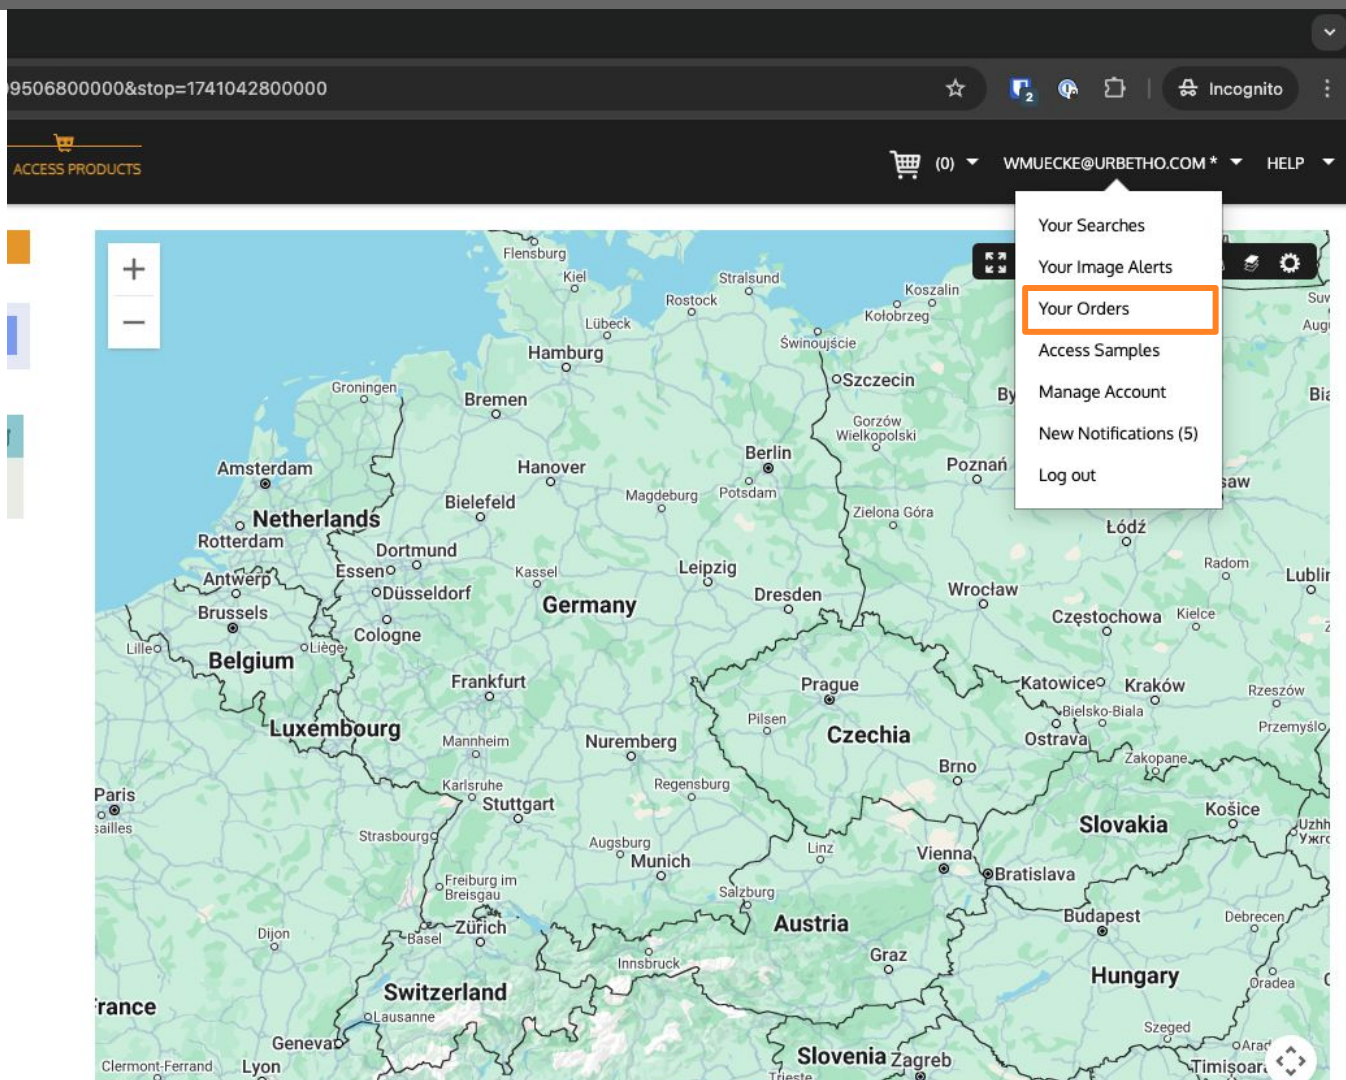 09506800000&stop=1741042800000
2
Incognito
ACCESS PRODUCTS
(0)
WMUECKE@URBETHO.COM *
HELP
Your Searches
Your Image Alerts
Your Orders
Access Samples
Manage Account
New Notifications (5)
Log out
Flensburg
Kiel
Stralsund
Rostock
Koszalin
Kołobrzeg
Lübeck
Świnoujście
Hamburg
Szczecin
Groningen
Bremen
Gorzów
Wielkopolski
Berlin
Amsterdam
Hanover
Poznań
Magdeburg
Potsdam
Bielefeld
Zielona Góra
Netherlands
Rotterdam
Łódź
Dortmund
Essen
Kassel
Leipzig
Radom
Antwerp
Düsseldorf
Dresden
Wrocław
Germany
Brussels
Częstochowa
Kielce
Cologne
Lille
Liège
Belgium
Frankfurt
Prague
Katowice
Kraków
Rzeszów
Bielsko-Biala
Luxembourg
Pilsen
Czechia
Mannheim
Nuremberg
Ostrava
Zakopane
Brno
Karlsruhe
Regensburg
Paris
Stuttgart
Košice
Strasbourg
Slovakia
Augsburg
Linz
Vienna
Munich
Bratislava
Freiburg im
Breisgau
Salzburg
Budapest
Debrecen
Austria
Zürich
Dijon
Basel
Graz
Innsbruck
Hungary
Oradea
Switzerland
Lausanne
Szeged
Geneva
Slovenia
Zagreb
Clermont-Ferrand
Lyon
Trieste